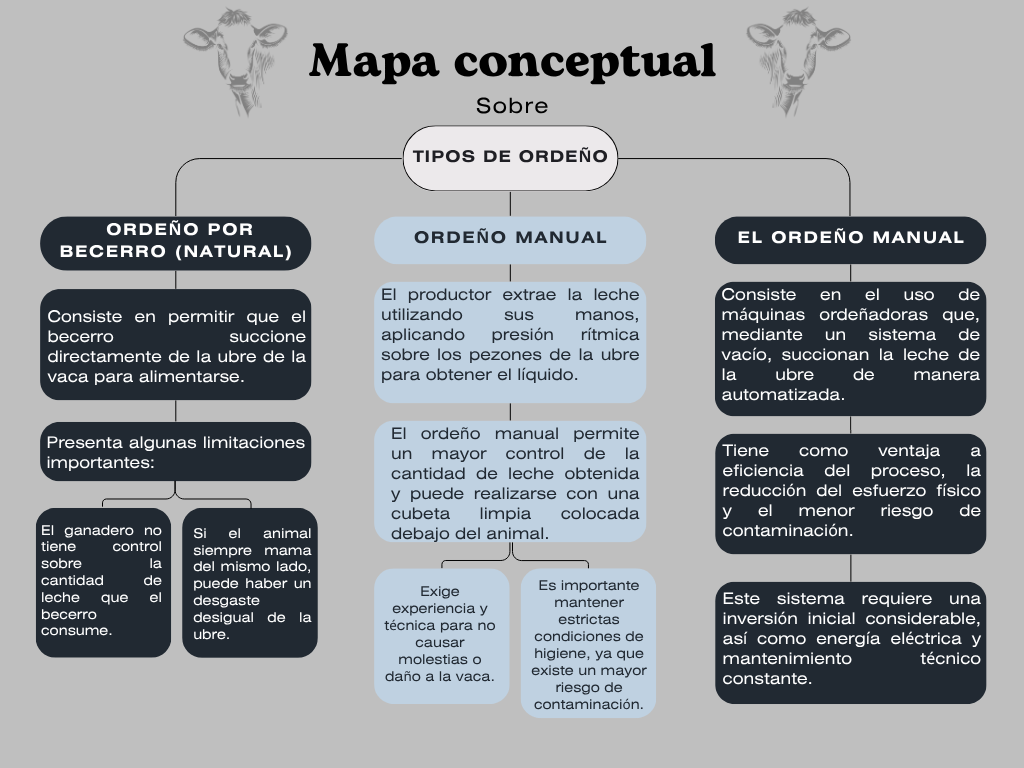 Mapa conceptual
Sobre
TIPOS DE ORDEÑO
ORDEÑO POR
BECERRO (NATURAL)
Consiste en permitir que el
becerro succione
directamente de la ubre de la
vaca para alimentarse.
Presenta algunas limitaciones
importantes:
El ganadero no
tiene control
sobre la
cantidad de
leche que el
becerro
consume.
Si el animal
siempre mama
del mismo lado,
puede haber un
desgaste
desigual de la
ubre.
ORDEÑO MANUAL
El productor extrae la leche
utilizando sus manos,
aplicando presión rítmica
sobre los pezones de la ubre
para obtener el líquido.
El ordeño manual permite
un mayor control de la
cantidad de leche obtenida
y puede realizarse con una
cubeta limpia colocada
debajo del animal.
Exige
experiencia y
técnica para no
causar
molestias o
daño a la vaca.
Es importante
mantener
estrictas
condiciones de
higiene, ya que
existe un mayor
riesgo de
contaminación.
EL ORDEÑO MANUAL
Consiste en el uso de
máquinas ordeñadoras que,
mediante un sistema de
vacío, succionan la leche de
la ubre de manera
automatizada.
Tiene como ventaja a
eficiencia del proceso, la
reducción del esfuerzo físico
y el menor riesgo de
contaminación.
Este sistema requiere una
inversión inicial considerable,
así como energía eléctrica y
mantenimiento técnico
constante.